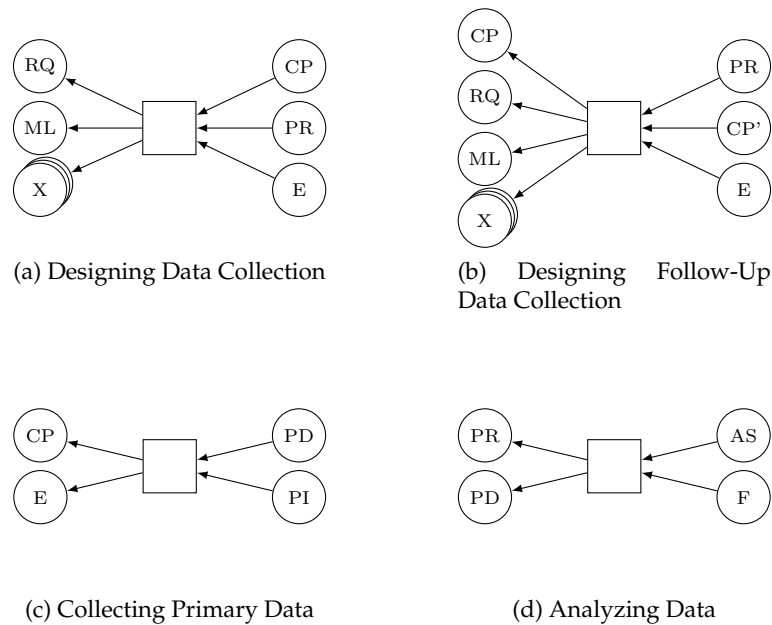 RQ
ML
X
CP
PR
E
(a) Designing Data Collection
CP
RQ
ML
X
PR
CP'
E
(b) Designing Follow-Up
Data Collection
CP
E
PD
PI
(c) Collecting Primary Data
PR
PD
AS
F
(d) Analyzing Data